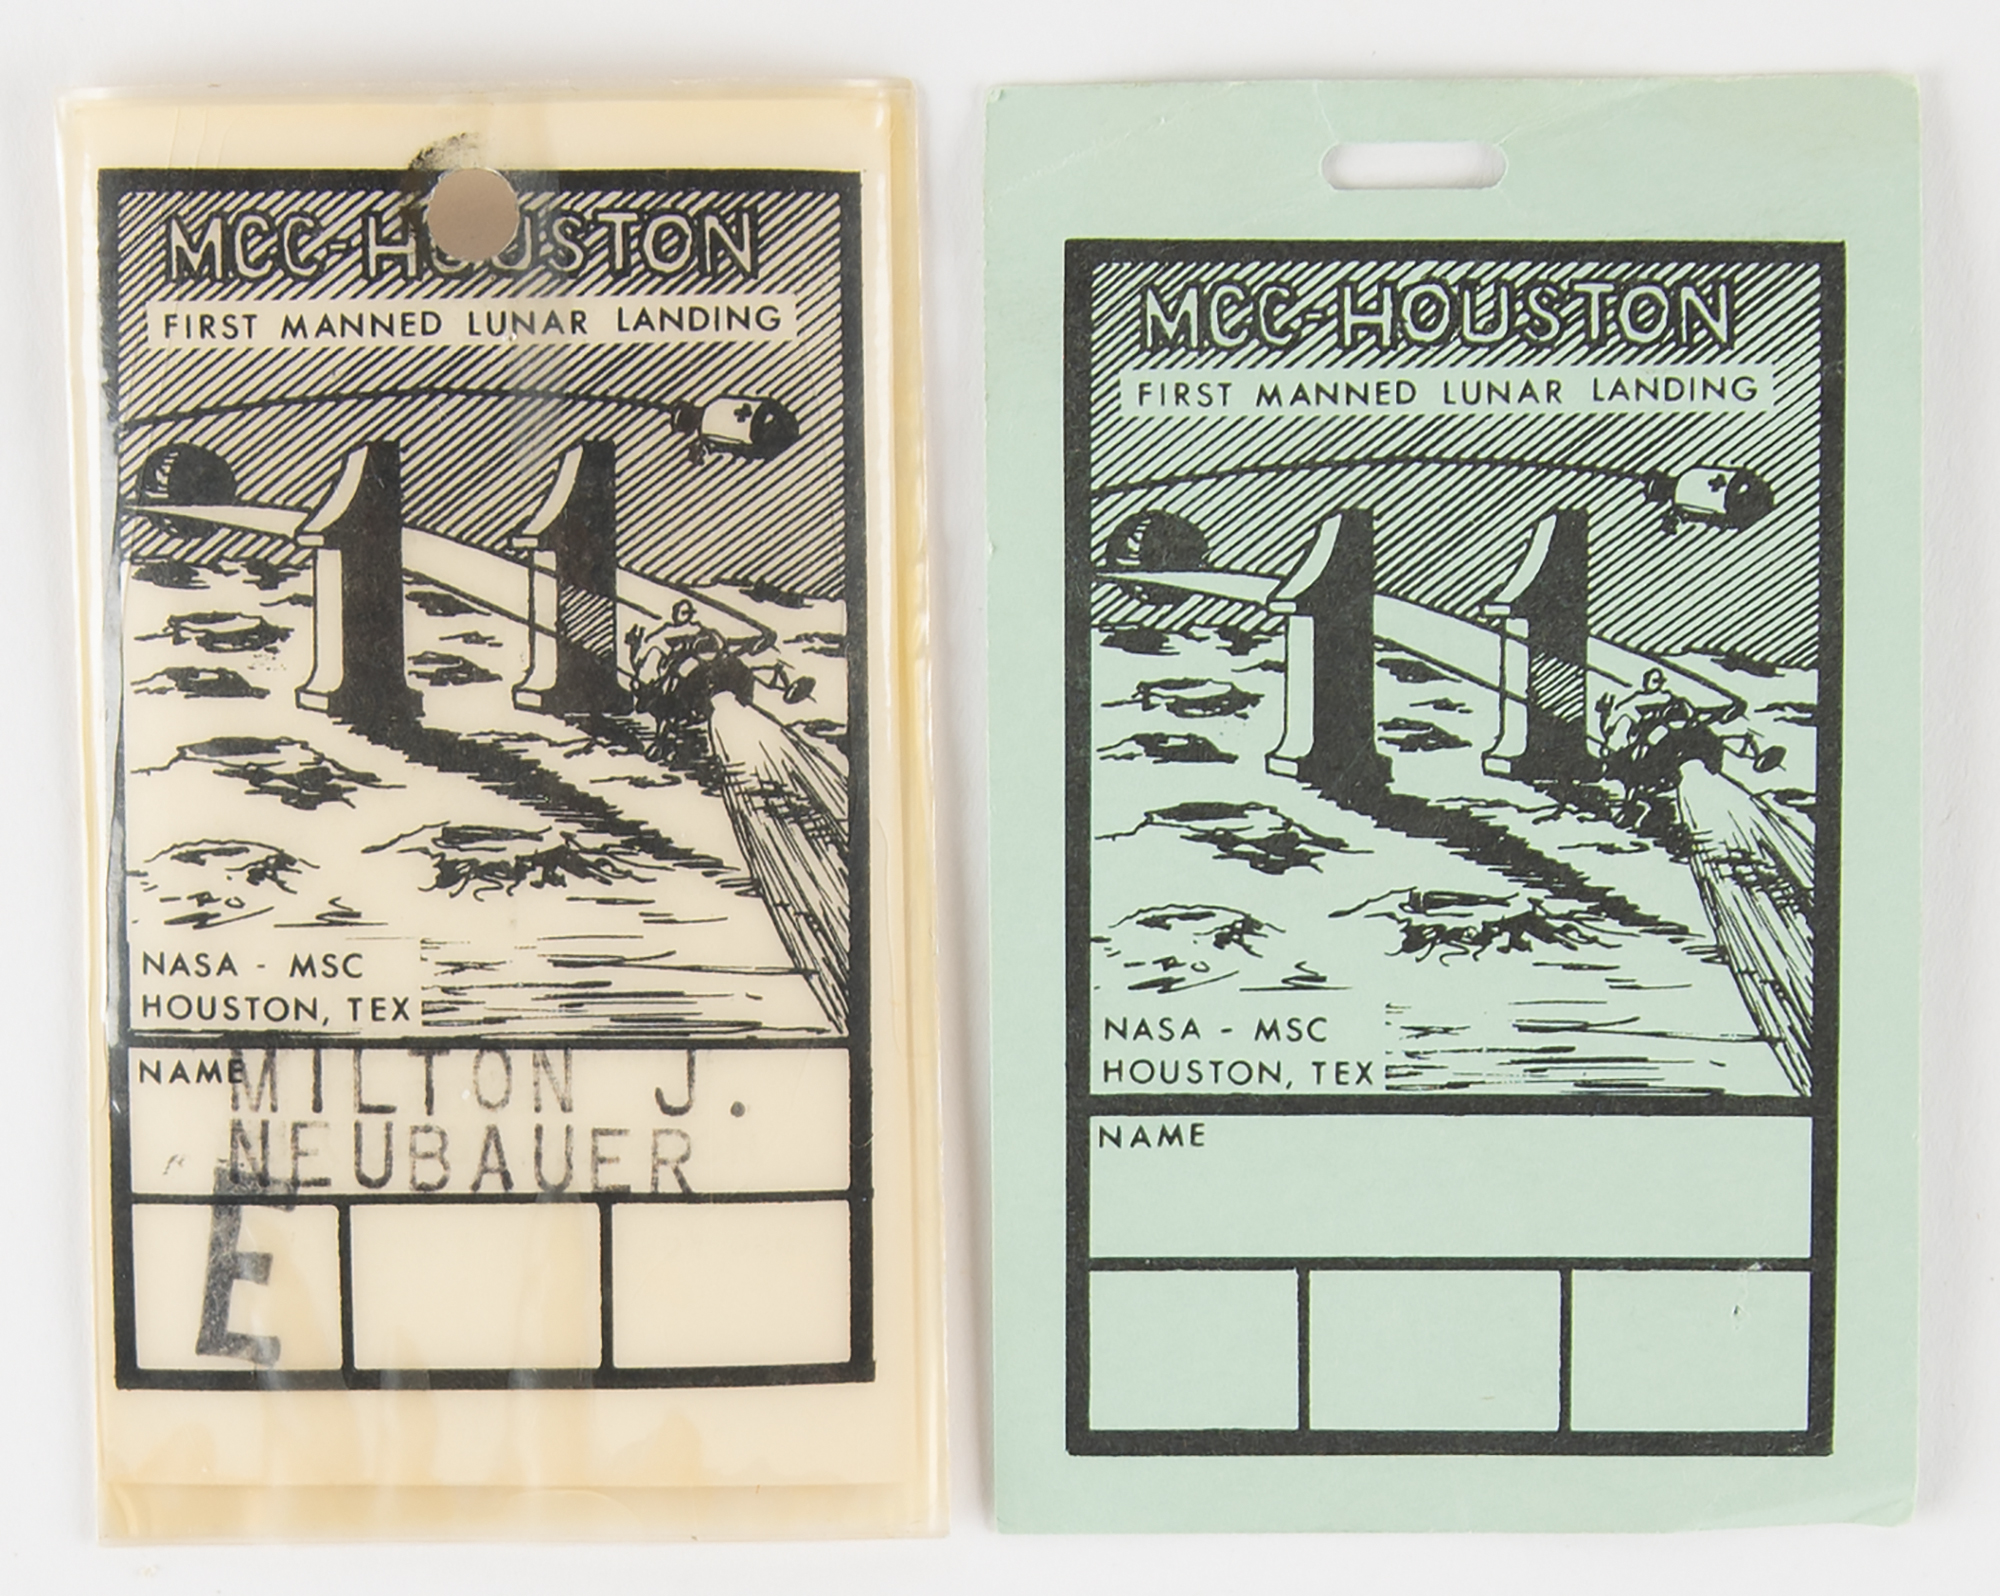 MCC-HOUSTON
FIRST MANNED LUNAR LANDING
NASA - MSC
HOUSTON, TEX
NAME MILTON J.
NEUBAUER
E
MCC-HOUSTON
FIRST MANNED LUNAR LANDING
NASA - MSC
HOUSTON, TEX
NAME